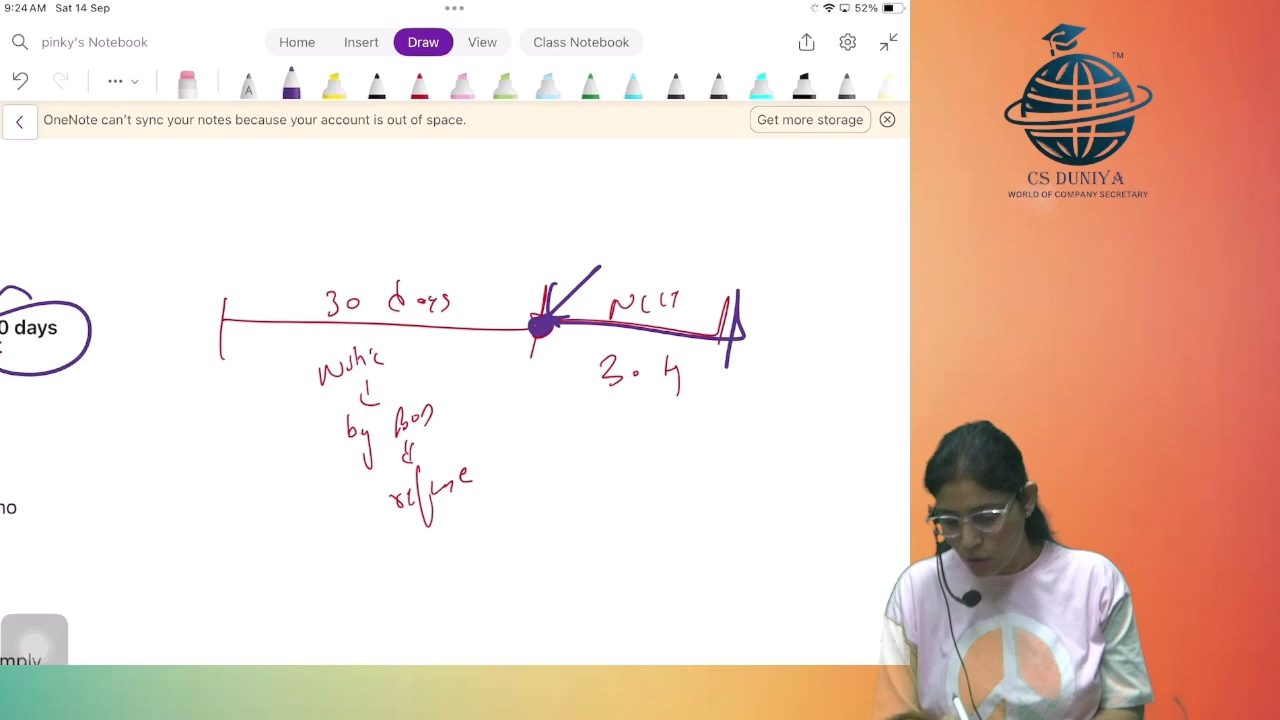 9:24 AM Sat 14 Sep
52%
pinky's Notebook
Home Insert Draw View Class Notebook
A
OneNote can't sync your notes because your account is out of space.
Get more storage
TM
CS DUNIYA
WORLD OF COMPANY SECRETARY
30 days
NCLT
0 days
3. 4
by BOD
refuse
no
mply